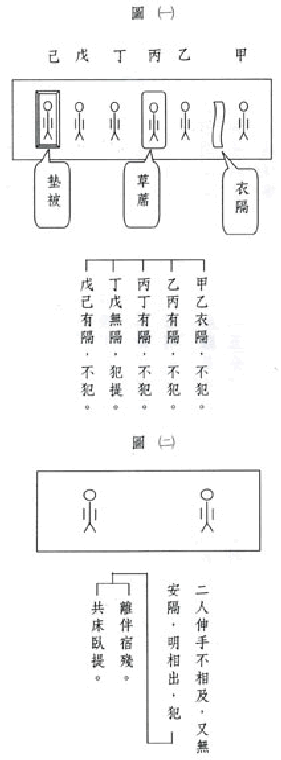 圖 ㈠
甲
乙
丙
丁
戊
己
衣隔
草薦
墊被
甲乙衣隔．不犯。
乙丙有隔．不犯。
丙丁有隔．不犯。
丁戊無隔．犯提。
戊己有隔．不犯。
圖 ㈡
二人伸手不相及．又無
安隔．明相出．犯
離伴宿殘。
共床臥提。